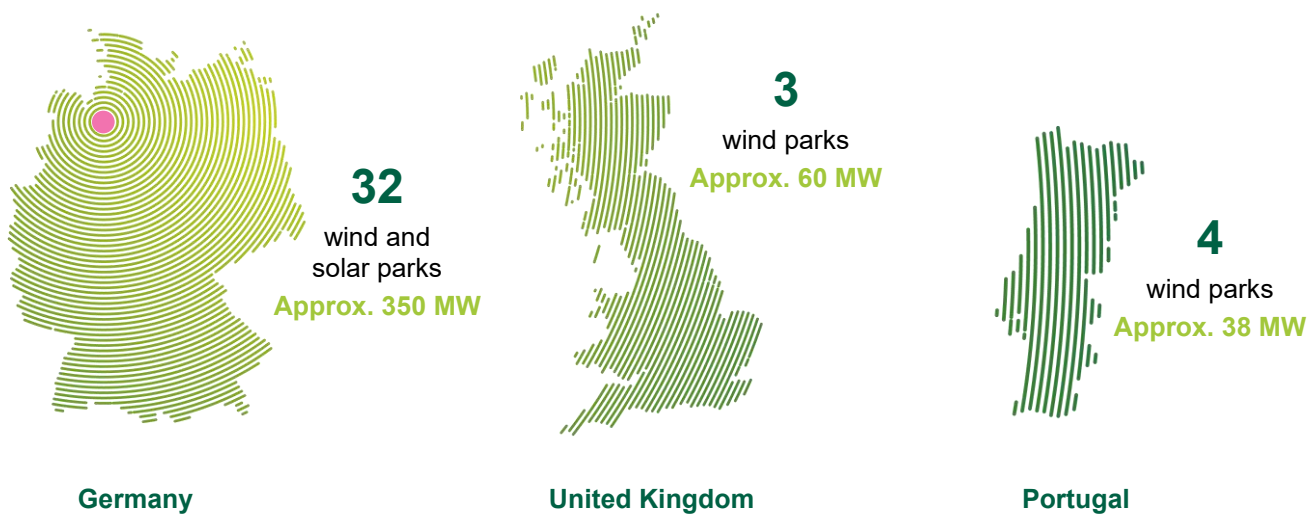 32
wind and
solar parks
Approx. 350 MW
3
wind parks
Approx. 60 MW
4
wind parks
Approx. 38 MW
Germany
United Kingdom
Portugal